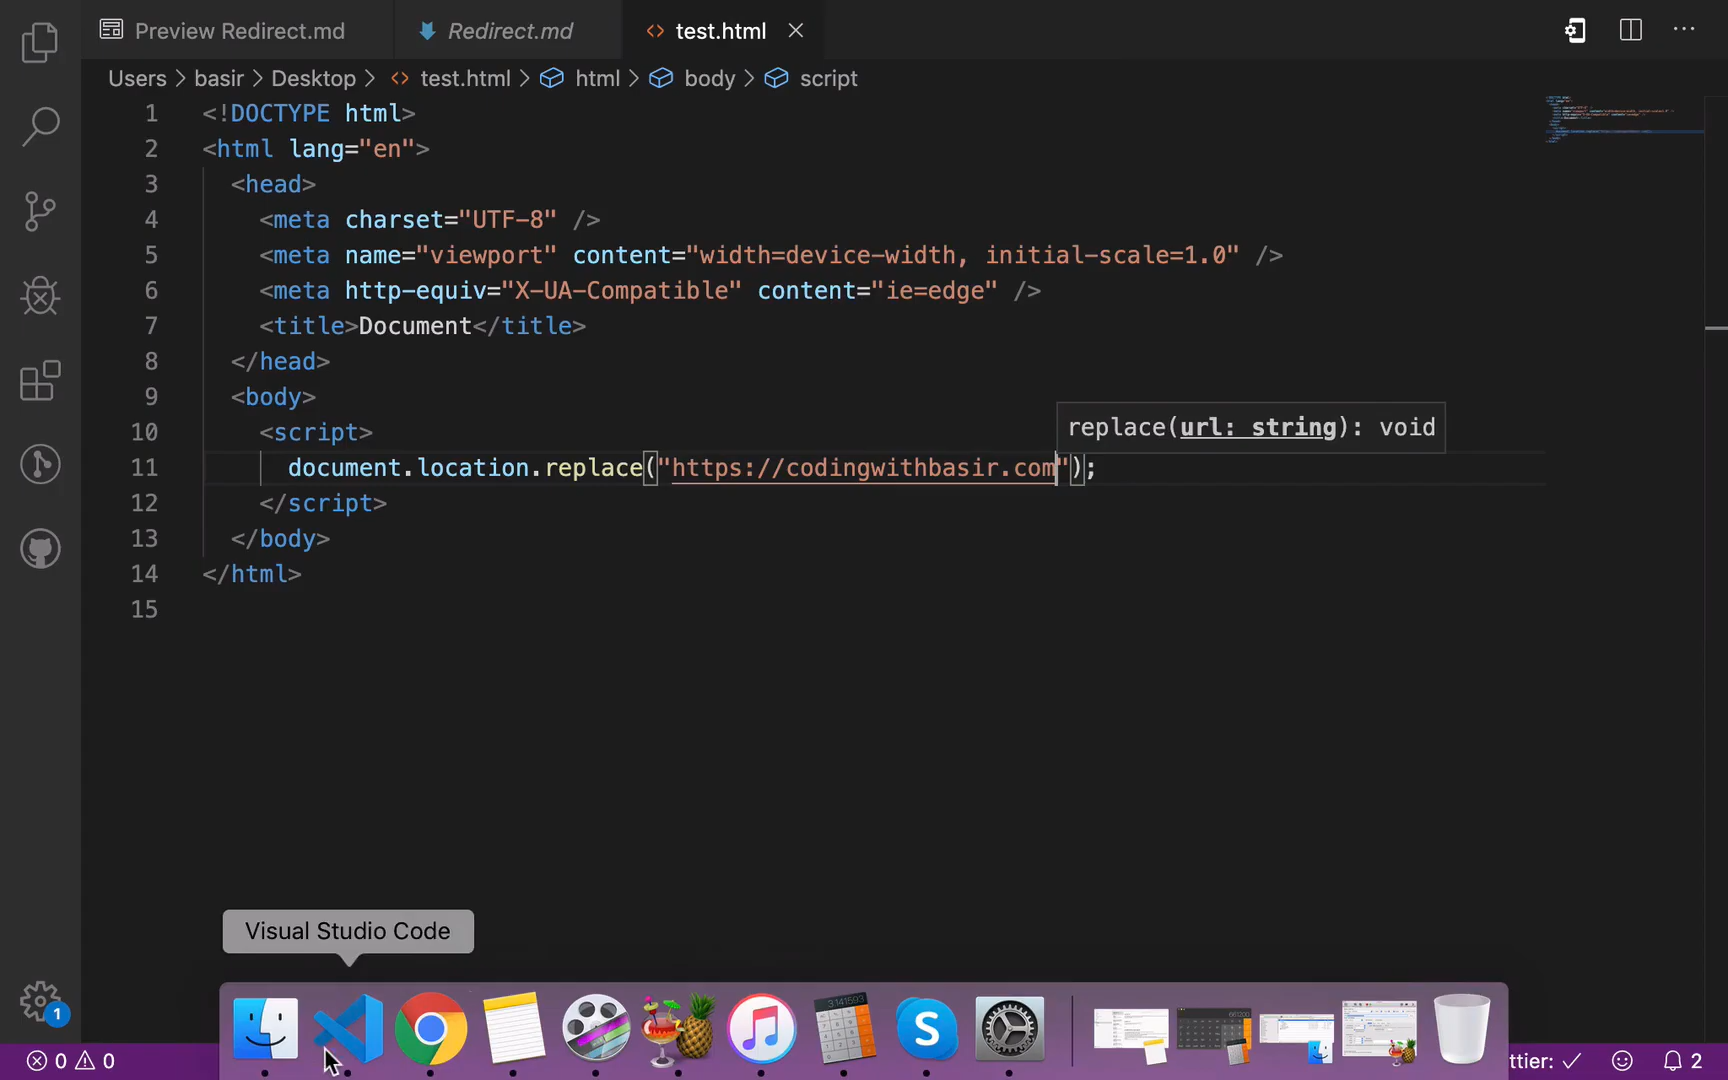 Preview Redirect.md
Redirect.md
test.html
Users > basir > Desktop > test.html > html > body > script
1 <!DOCTYPE html>
2 <html lang="en">
3 <head>
4 <meta charset="UTF-8" />
5 <meta name="viewport" content="width=device-width, initial-scale=1.0" />
6 <meta http-equiv="X-UA-Compatible" content="ie=edge" />
7 <title>Document</title>
8 </head>
9 <body>
replace(url: string): void
10 <script>
11 document.location.replace("https://codingwithbasir.com");
12 </script>
13 </body>
14 </html>
15
Visual Studio Code
1
3.141593
S
0 0
ttier: ✓
2